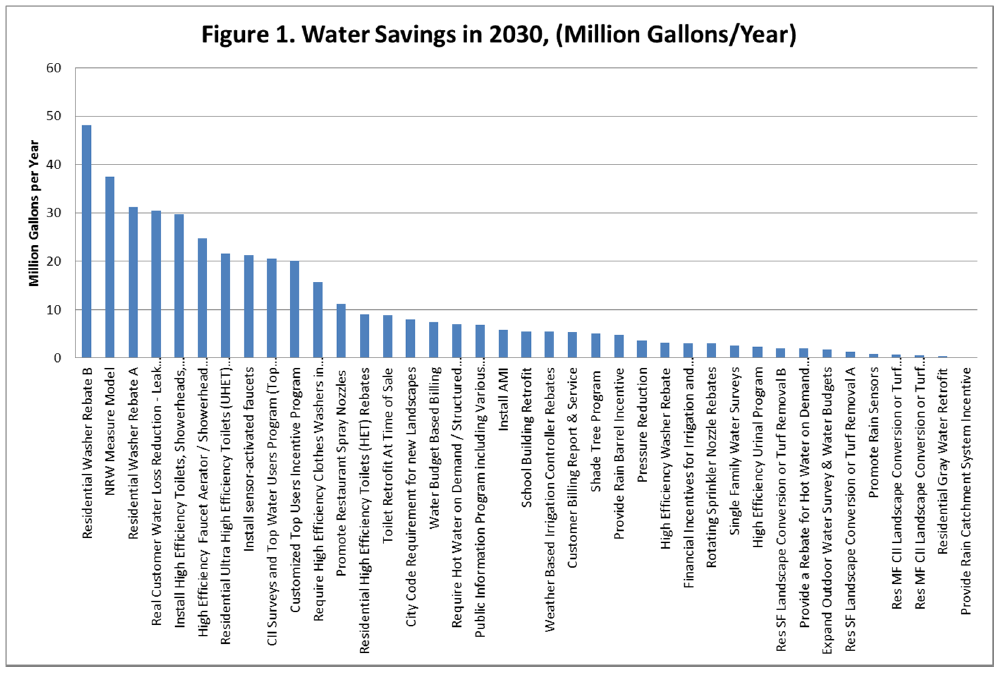 Figure 1. Water Savings in 2030, (Million Gallons/Year)
60
50
40
30
20
10
0
Million Gallons per Year
Residential Washer Rebate B
NRW Measure Model
Residential Washer Rebate A
Real Customer Water Loss Reduction - Leak...
Install High Efficiency Toilets, Showerheads,...
High Efficiency Faucet Aerator / Showerhead...
Residential Ultra High Efficiency Toilets (UHET)...
Install sensor-activated faucets
CII Surveys and Top Water Users Program (Top...
Customized Top Users Incentive Program
Require High Efficiency Clothes Washers in...
Promote Restaurant Spray Nozzles
Residential High Efficiency Toilets (HET) Rebates
Toilet Retrofit At Time of Sale
City Code Requirement for new Landscapes
Water Budget Based Billing
Require Hot Water on Demand / Structured...
Public Information Program including Various...
Install AMI
School Building Retrofit
Weather Based Irrigation Controller Rebates
Customer Billing Report & Service
Shade Tree Program
Provide Rain Barrel Incentive
Pressure Reduction
High Efficiency Washer Rebate
Financial Incentives for Irrigation and...
Rotating Sprinkler Nozzle Rebates
Single Family Water Surveys
High Efficiency Urinal Program
Res SF Landscape Conversion or Turf Removal B
Provide a Rebate for Hot Water on Demand...
Expand Outdoor Water Survey & Water Budgets
Res SF Landscape Conversion or Turf Removal A
Promote Rain Sensors
Res MF CII Landscape Conversion or Turf...
Res MF CII Landscape Conversion or Turf...
Residential Gray Water Retrofit
Provide Rain Catchment System Incentive